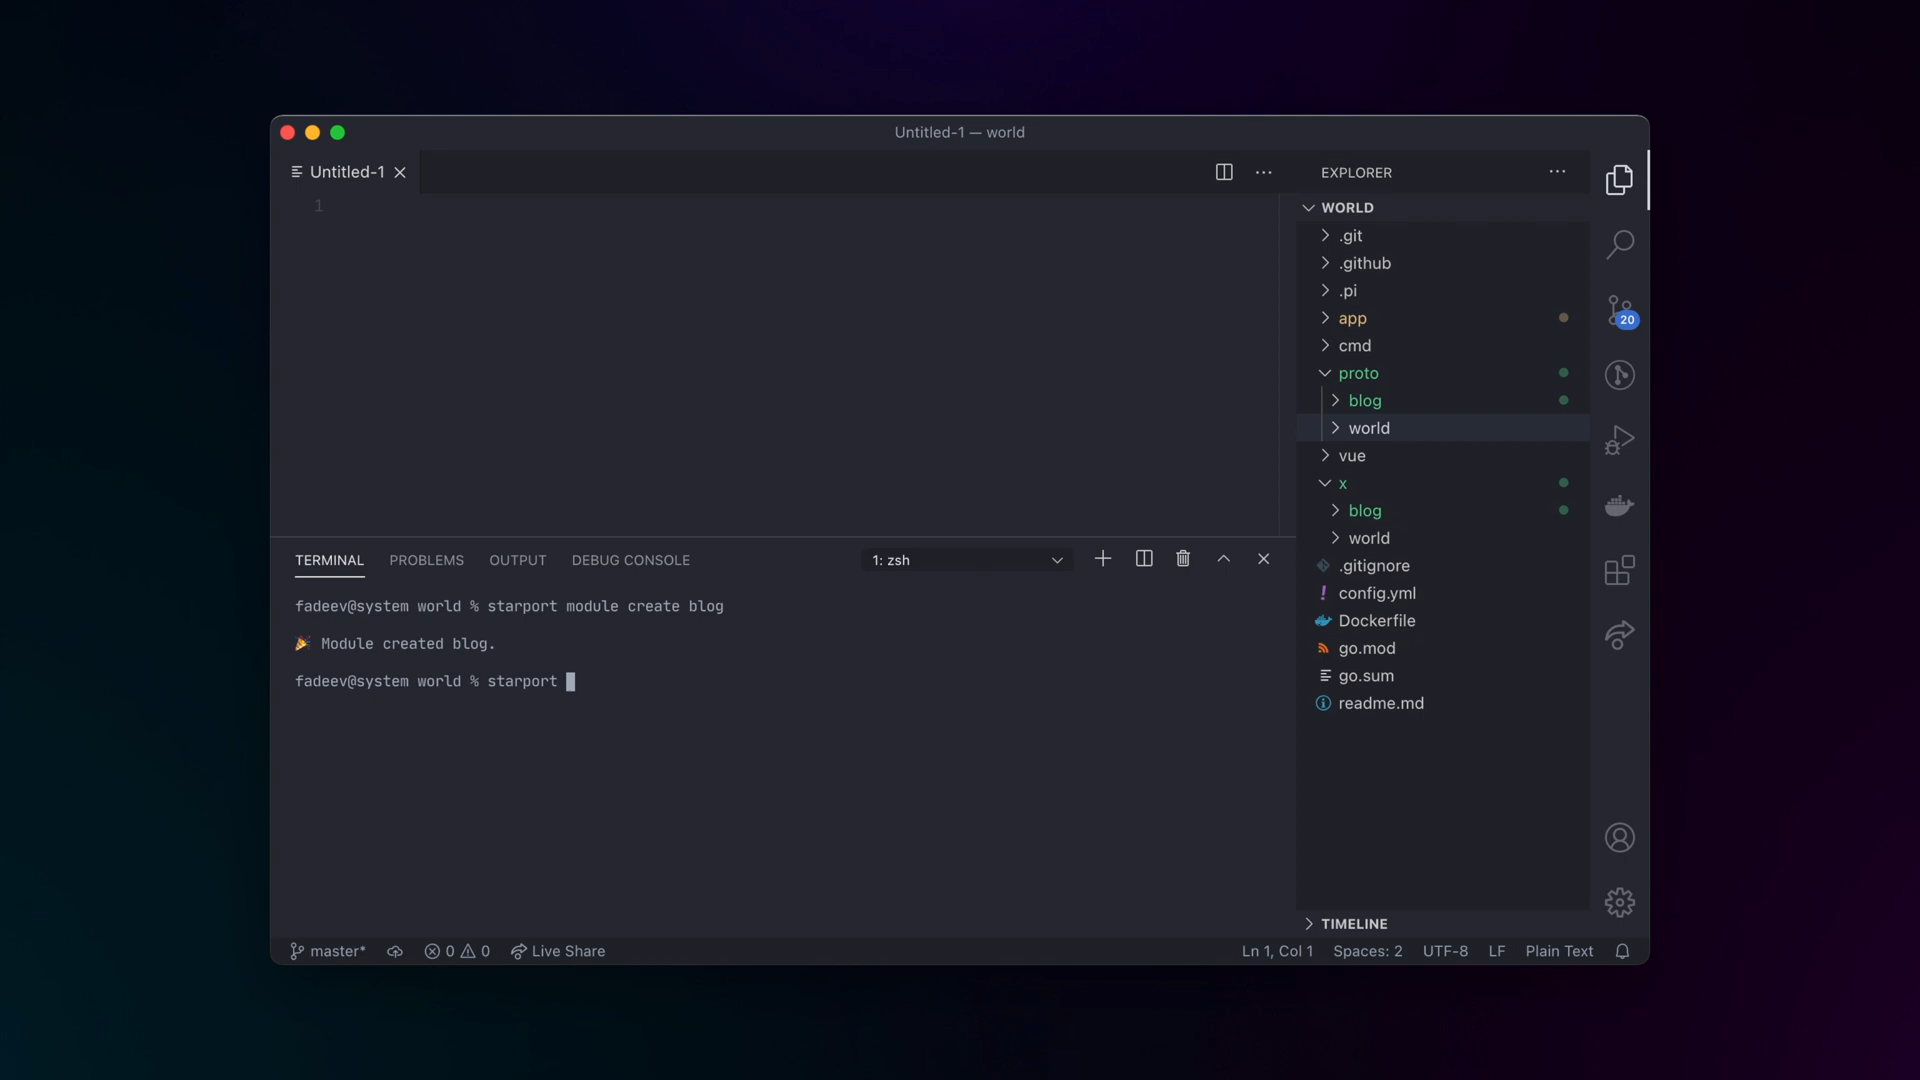 Untitled-1 — world
Untitled-1
1
EXPLORER
WORLD
.git
.github
.pi
app
cmd
proto
blog
world
vue
x
blog
world
.gitignore
config.yml
Dockerfile
go.mod
go.sum
readme.md
TIMELINE
20
TERMINAL PROBLEMS OUTPUT DEBUG CONSOLE 1: zsh
fadeev@system world % starport module create blog
🎉 Module created blog.
fadeev@system world % starport
master* 0 0 Live Share Ln 1, Col 1 Spaces: 2 UTF-8 LF Plain Text